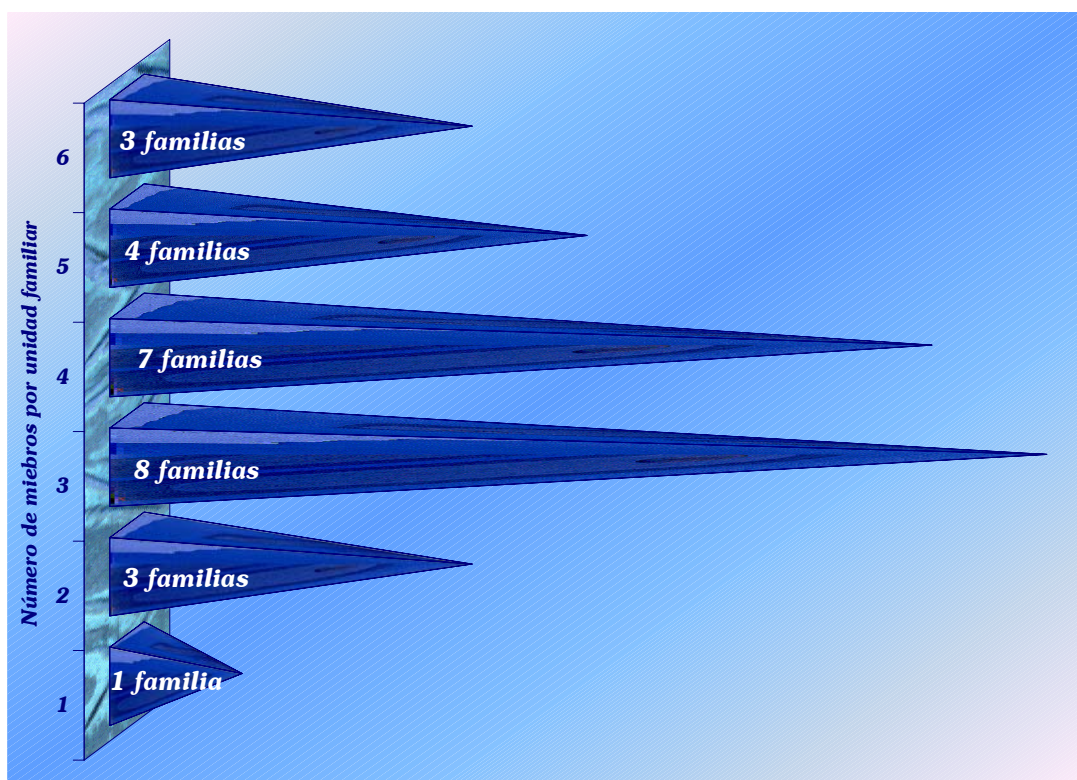 Número de miebros por unidad familiar
6
3 familias
5
4 familias
4
7 familias
3
8 familias
2
3 familias
1
1 familia